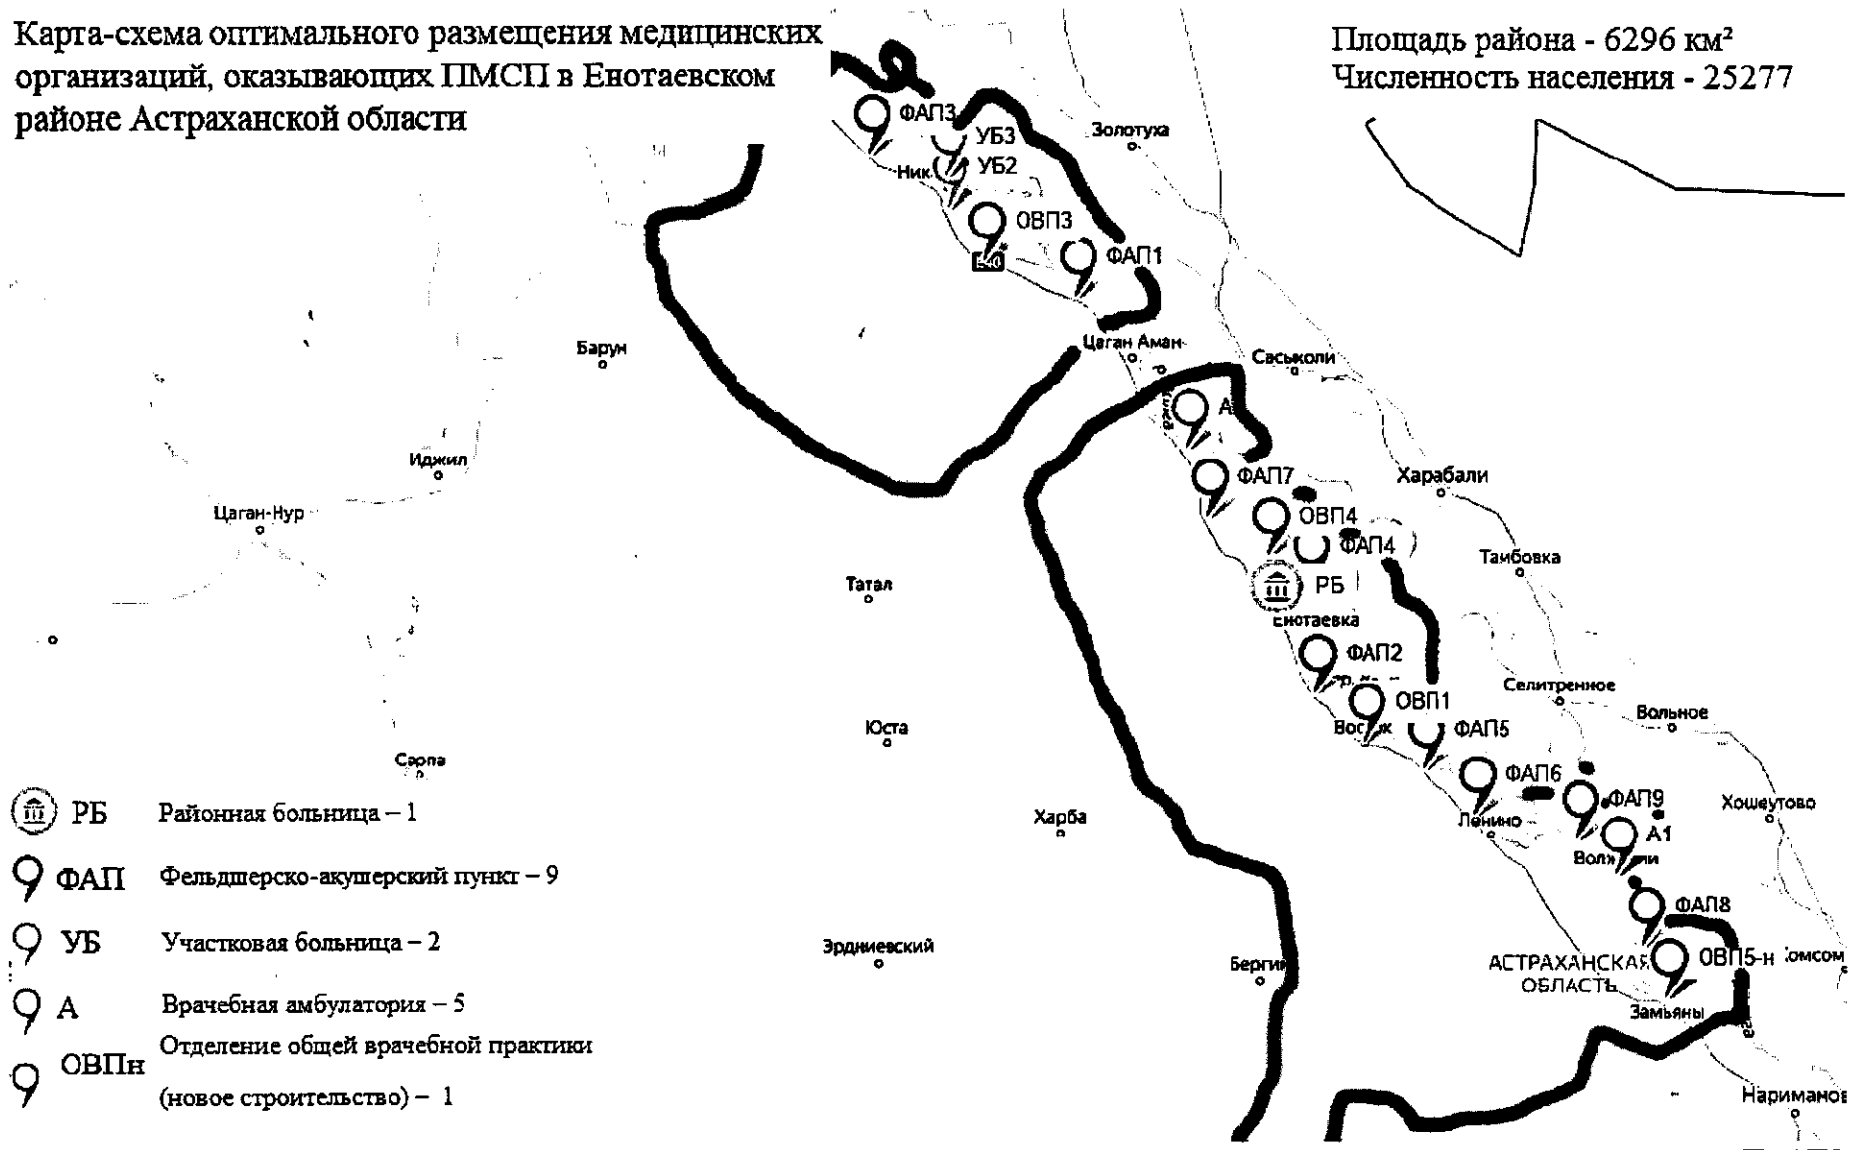 Карта-схема оптимального размещения медицинских
организаций, оказывающих ПМСП в Енотаевском
районе Астраханской области
Площадь района - 6296 км²
Численность населения - 25277
ФАП3
УБ3
УБ2
Ник
ОВП3
E40
ФАП1
Золотуха
Цаган Аман
Сасыколи
Барун
А
ФАП7
ОВП4
ФАП4
РБ
Енотаевка
Харабали
Тамбовка
Иджил
Цаган-Нур
Татал
ФАП2
ОВП1
Восток
ФАП5
ФАП6
Ленино
ФАП9
А1
ФАП8
ОВП5-н
Селитренное
Вольное
Хошеутово
Юста
Сарпа
Харба
Эрдниевский
Бергин
АСТРАХАНСКАЯ
ОБЛАСТЬ
Замьяны
Нариманов
РБ Районная больница – 1
ФАП Фельдшерско-акушерский пункт – 9
УБ Участковая больница – 2
А Врачебная амбулатория – 5
ОВПн Отделение общей врачебной практики
(новое строительство) – 1